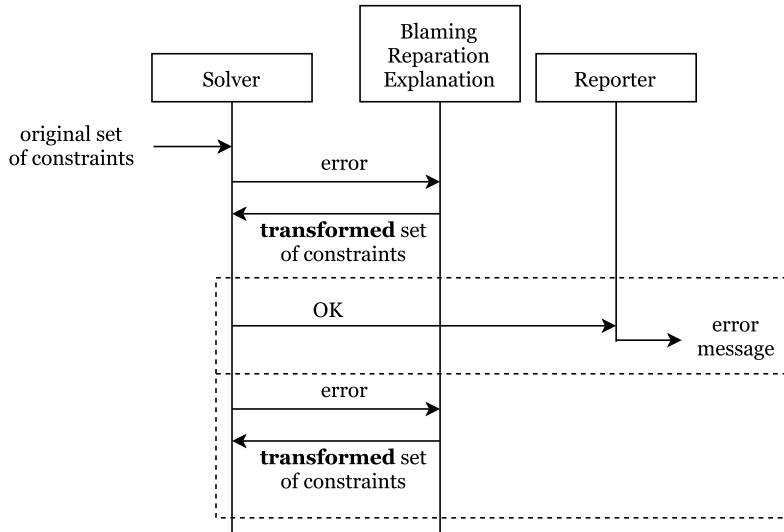 Solver
Blaming
Reparation
Explanation
Reporter
original set
of constraints
error
transformed set
of constraints
OK
error
message
error
transformed set
of constraints